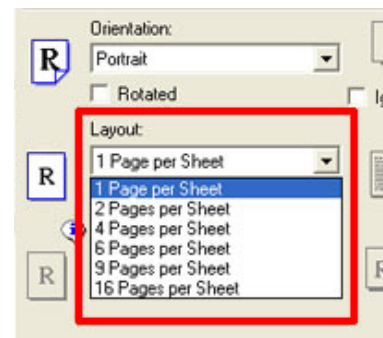 Orientation:
R
Portrait
Rotated
Layout:
R
1 Page per Sheet
1 Page per Sheet
2 Pages per Sheet
4 Pages per Sheet
6 Pages per Sheet
9 Pages per Sheet
16 Pages per Sheet
R